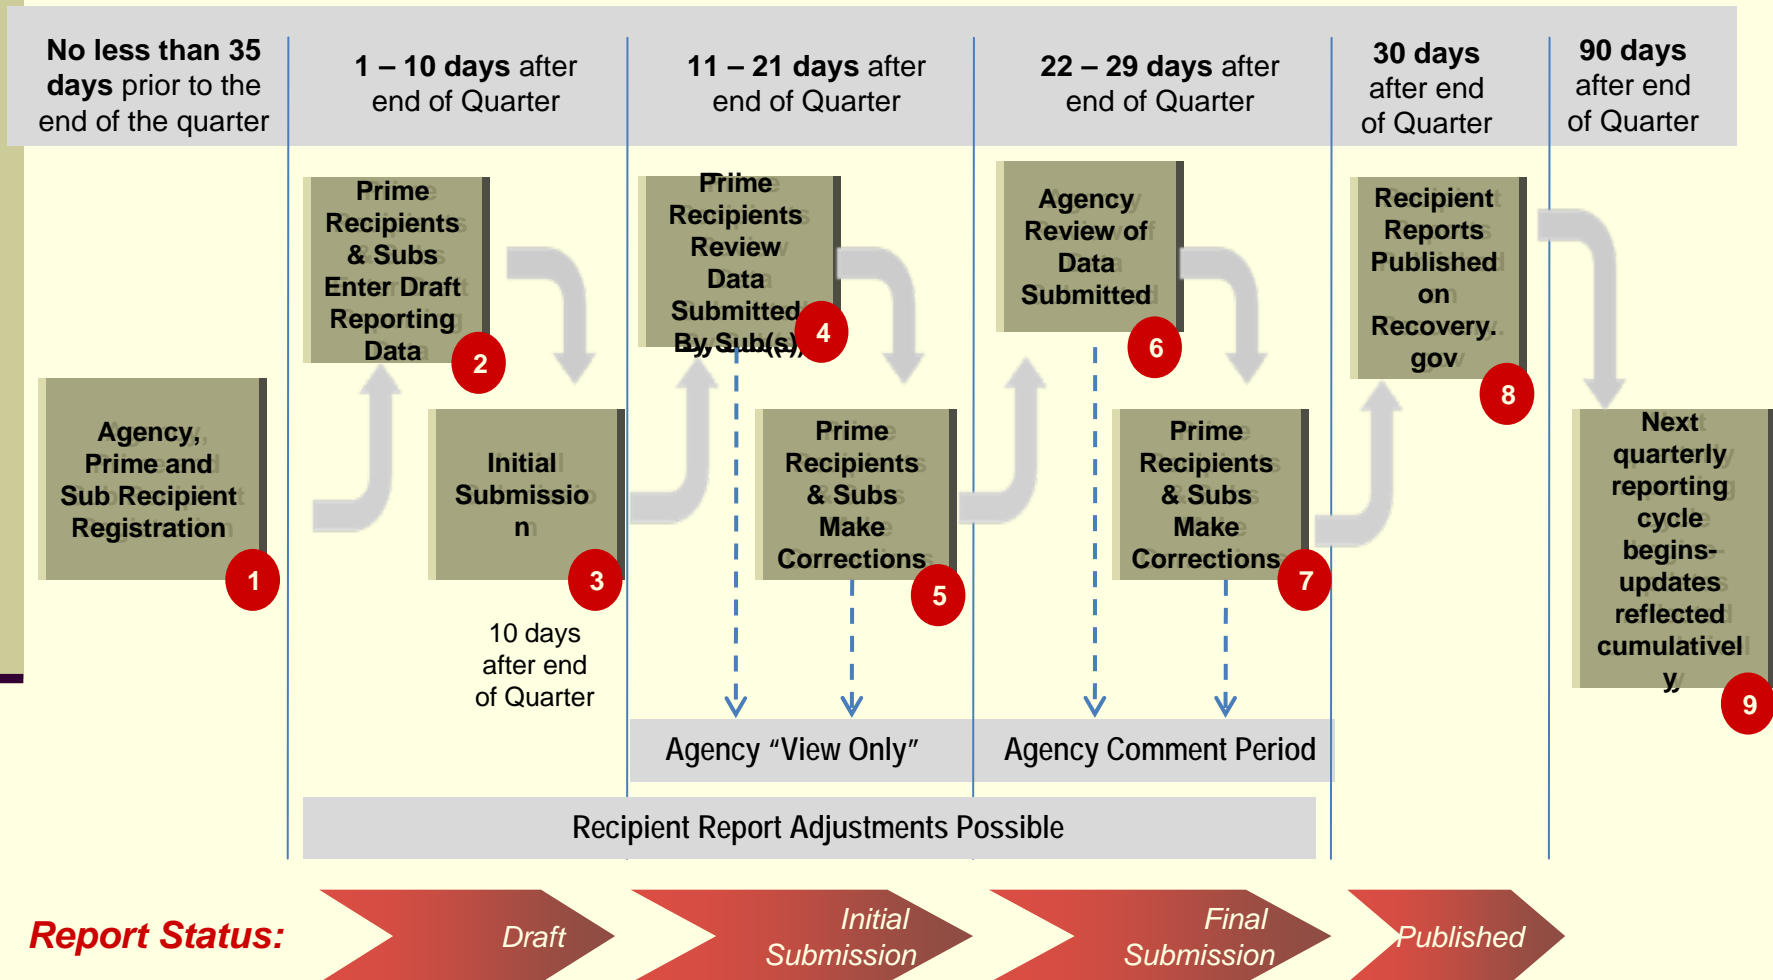 No less than 35
days prior to the
end of the quarter
1 – 10 days after
end of Quarter
11 – 21 days after
end of Quarter
22 – 29 days after
end of Quarter
30 days
after end
of Quarter
90 days
after end
of Quarter
Agency,
Prime and
Sub Recipient
Registration
1
Prime
Recipients
& Subs
Enter Draft
Reporting
Data
2
Initial
Submissio
n
3
10 days
after end
of Quarter
Prime
Recipients
Review
Data
Submitted
By Sub(s)
4
Prime
Recipients
& Subs
Make
Corrections
5
Agency
Review of
Data
Submitted
6
Prime
Recipients
& Subs
Make
Corrections
7
Recipient
Reports
Published
on
Recovery.
gov
8
Next
quarterly
reporting
cycle
begins-
updates
reflected
cumulativel
y
9
Agency “View Only”
Agency Comment Period
Recipient Report Adjustments Possible
Report Status:
Draft
Initial
Submission
Final
Submission
Published